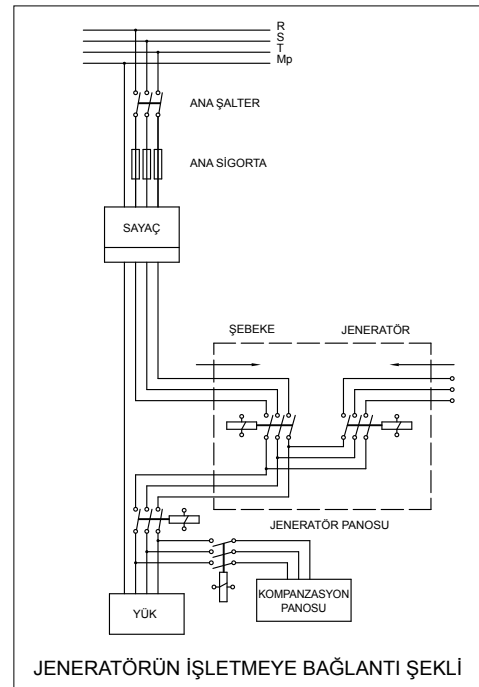 R
S
T
Mp
ANA ŞALTER
ANA SİGORTA
SAYAÇ
ŞEBEKE
JENERATÖR
JENERATÖR PANOSU
YÜK
KOMPANZASYON
PANOSU
JENERATÖRÜN İŞLETMEYE BAĞLANTI ŞEKLİ